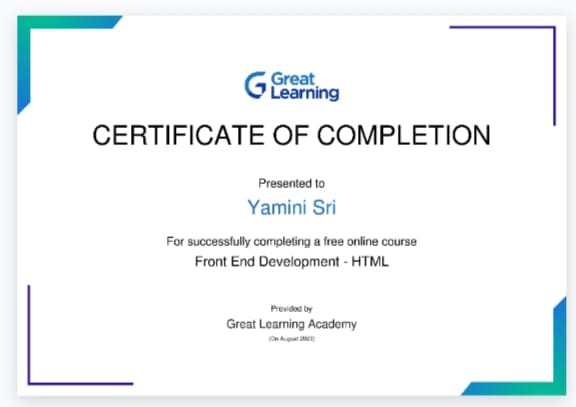 Great
Learning
CERTIFICATE OF COMPLETION
Presented to
Yamini Sri
For successfully completing a free online course
Front End Development - HTML
Provided by
Great Learning Academy
(On August 2023)